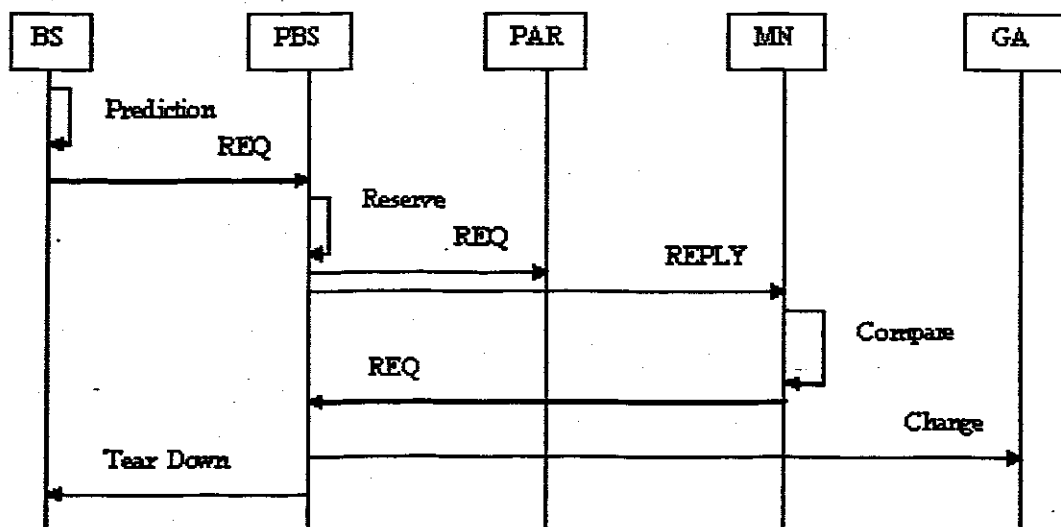 BS PBS PAR MN GA
Prediction
REQ
Reserve
REQ
REPLY
Compare
REQ
Change
Tear Down